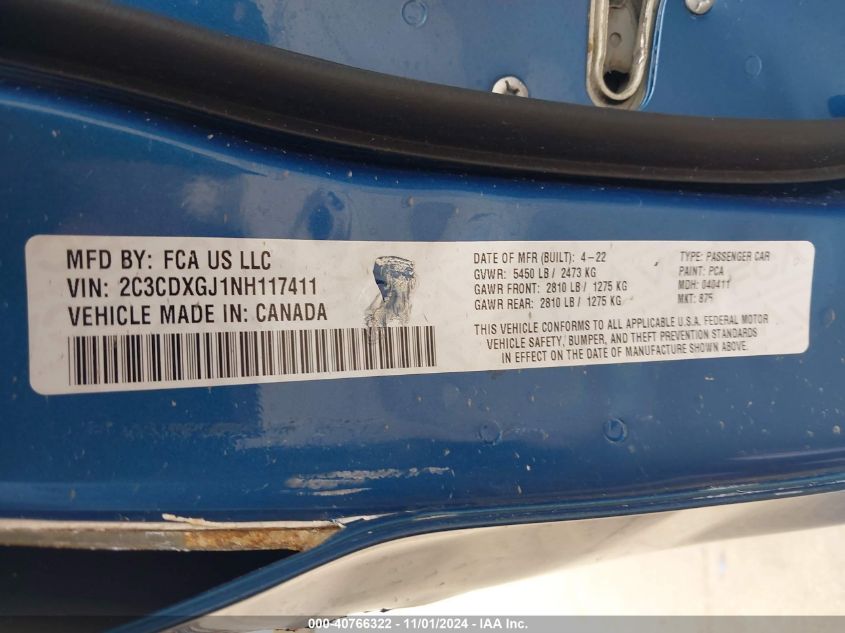 MFD BY: FCA US LLC
VIN: 2C3CDXGJ1NH117411
VEHICLE MADE IN: CANADA
DATE OF MFR (BUILT): 4-22
GVWR: 5450 LB / 2473 KG
GAWR FRONT: 2810 LB / 1275 KG
GAWR REAR: 2810 LB / 1275 KG
TYPE: PASSENGER CAR
PAINT: PCA
MDH: 040411
MKT: 875
THIS VEHICLE CONFORMS TO ALL APPLICABLE U.S.A. FEDERAL MOTOR
VEHICLE SAFETY, BUMPER, AND THEFT PREVENTION STANDARDS
IN EFFECT ON THE DATE OF MANUFACTURE SHOWN ABOVE.
000-40766322 - 11/01/2024 - IAA Inc.